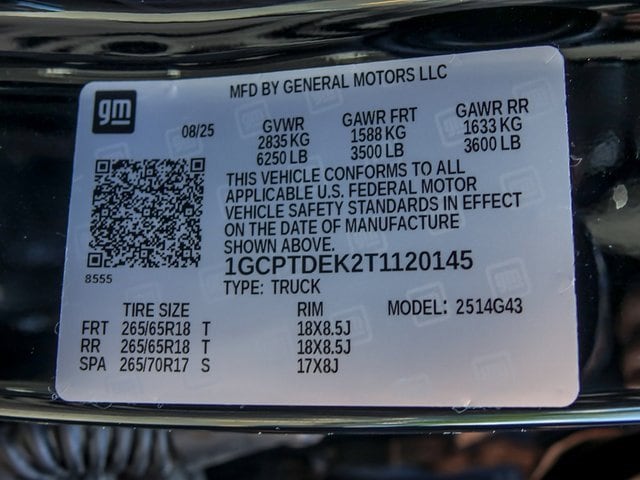 MFD BY GENERAL MOTORS LLC
gm
08/25
GVWR GAWR FRT GAWR RR
2835 KG 1588 KG 1633 KG
6250 LB 3500 LB 3600 LB
THIS VEHICLE CONFORMS TO ALL
APPLICABLE U.S. FEDERAL MOTOR
VEHICLE SAFETY STANDARDS IN EFFECT
ON THE DATE OF MANUFACTURE
SHOWN ABOVE.
8555
1GCPTDEK2T1120145
TYPE: TRUCK
TIRE SIZE RIM MODEL: 2514G43
FRT 265/65R18 T 18X8.5J
RR 265/65R18 T 18X8.5J
SPA 265/70R17 S 17X8J